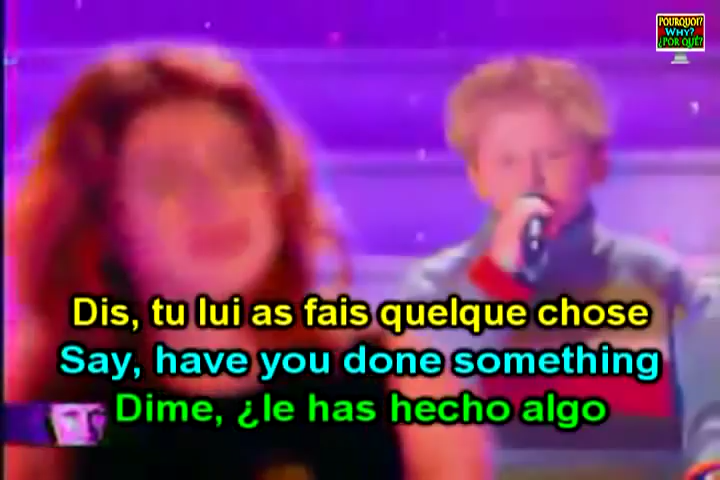 POURQUOI?
WHY?
¿POR QUÉ?
Dis, tu lui as fais quelque chose
Say, have you done something
Dime, ¿le has hecho algo